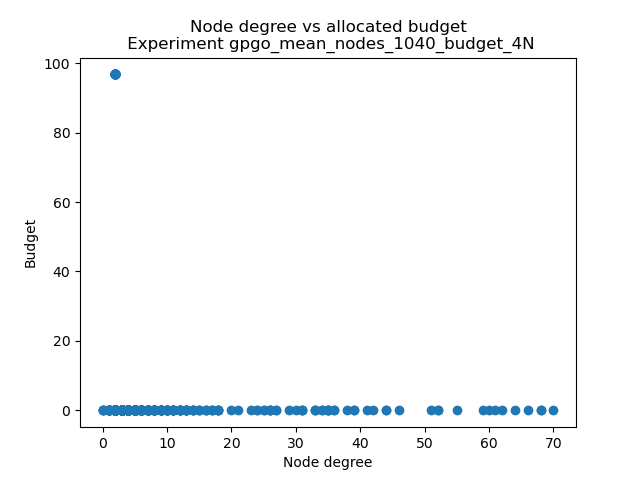 Node degree vs allocated budget
Experiment gpgo_mean_nodes_1040_budget_4N
100
80
60
40
20
0
Budget
0 10 20 30 40 50 60 70
Node degree